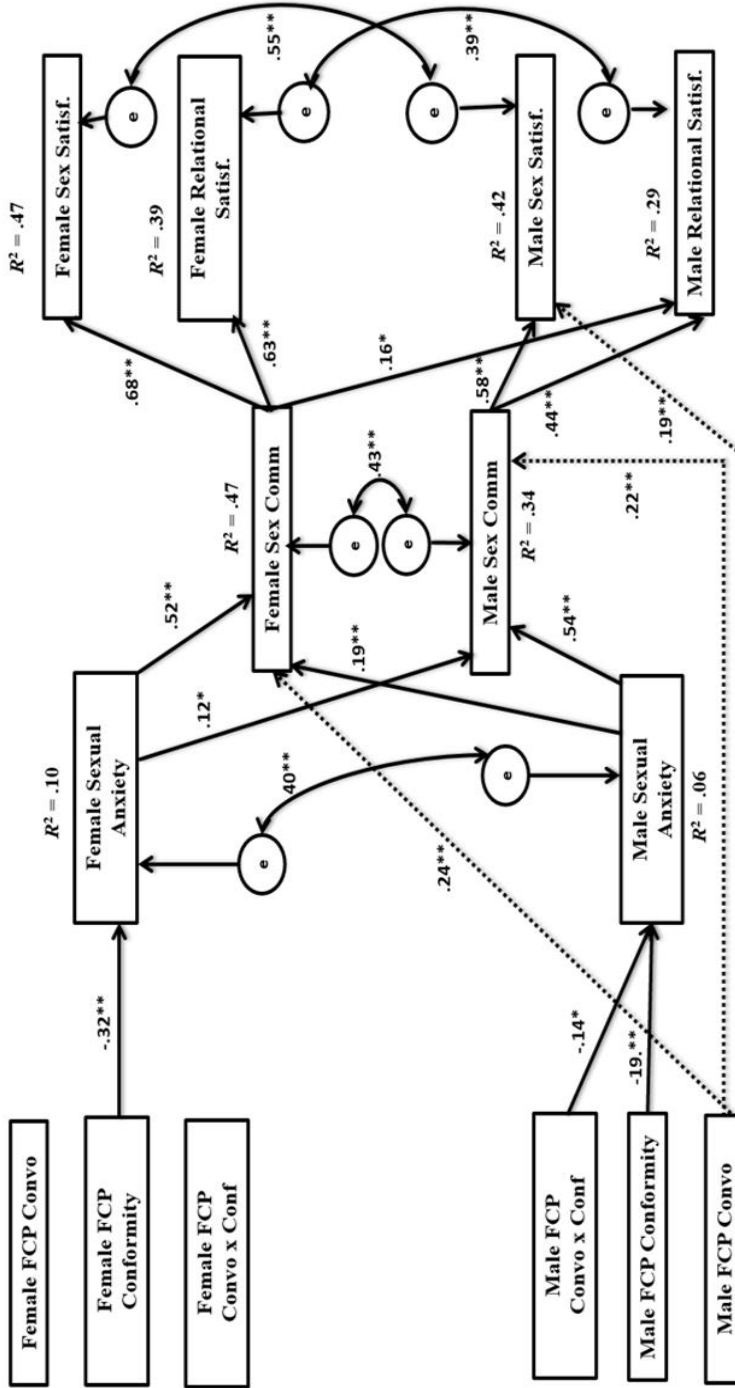 Female FCP Convo
Female FCP
Conformity
Female FCP
Convo x Conf
Male FCP
Convo x Conf
Male FCP Conformity
Male FCP Convo
-.32**
-.14*
-19.**
R² = .10
Female Sexual
Anxiety
e
.40**
e
Male Sexual
Anxiety
R² = .06
.52**
.12*
.19**
.54**
.24**
R² = .47
Female Sex Comm
e
.43**
e
Male Sex Comm
R² = .34
.68**
.63**
.16*
.58**
.44**
.19**
.22**
R² = .47
Female Sex Satisf.
e
.55**
R² = .39
Female Relational
Satisf.
e
.39**
R² = .42
Male Sex Satisf.
e
R² = .29
Male Relational Satisf.
e